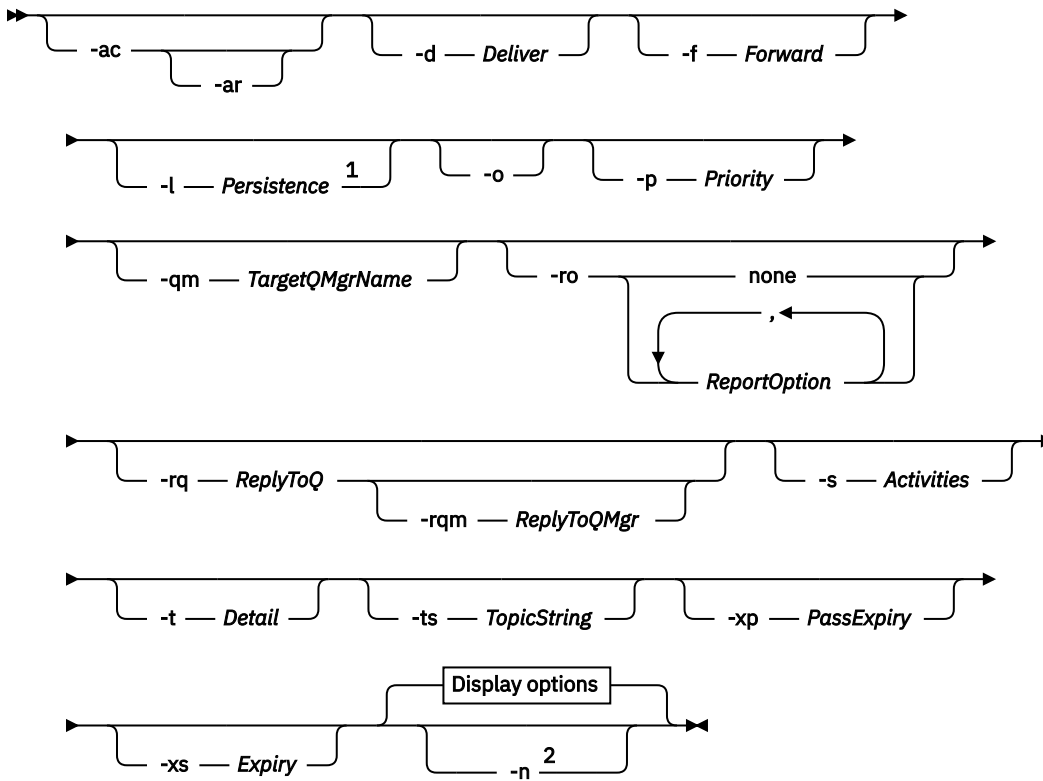 -ac
-ar
-d Deliver
-f Forward
-l Persistence 1
-o
-p Priority
-qm TargetQMgrName
-ro none
,
ReportOption
-rq ReplyToQ
-rqm ReplyToQMgr
-s Activities
-t Detail
-ts TopicString
-xp PassExpiry
Display options
-xs Expiry
-n 2